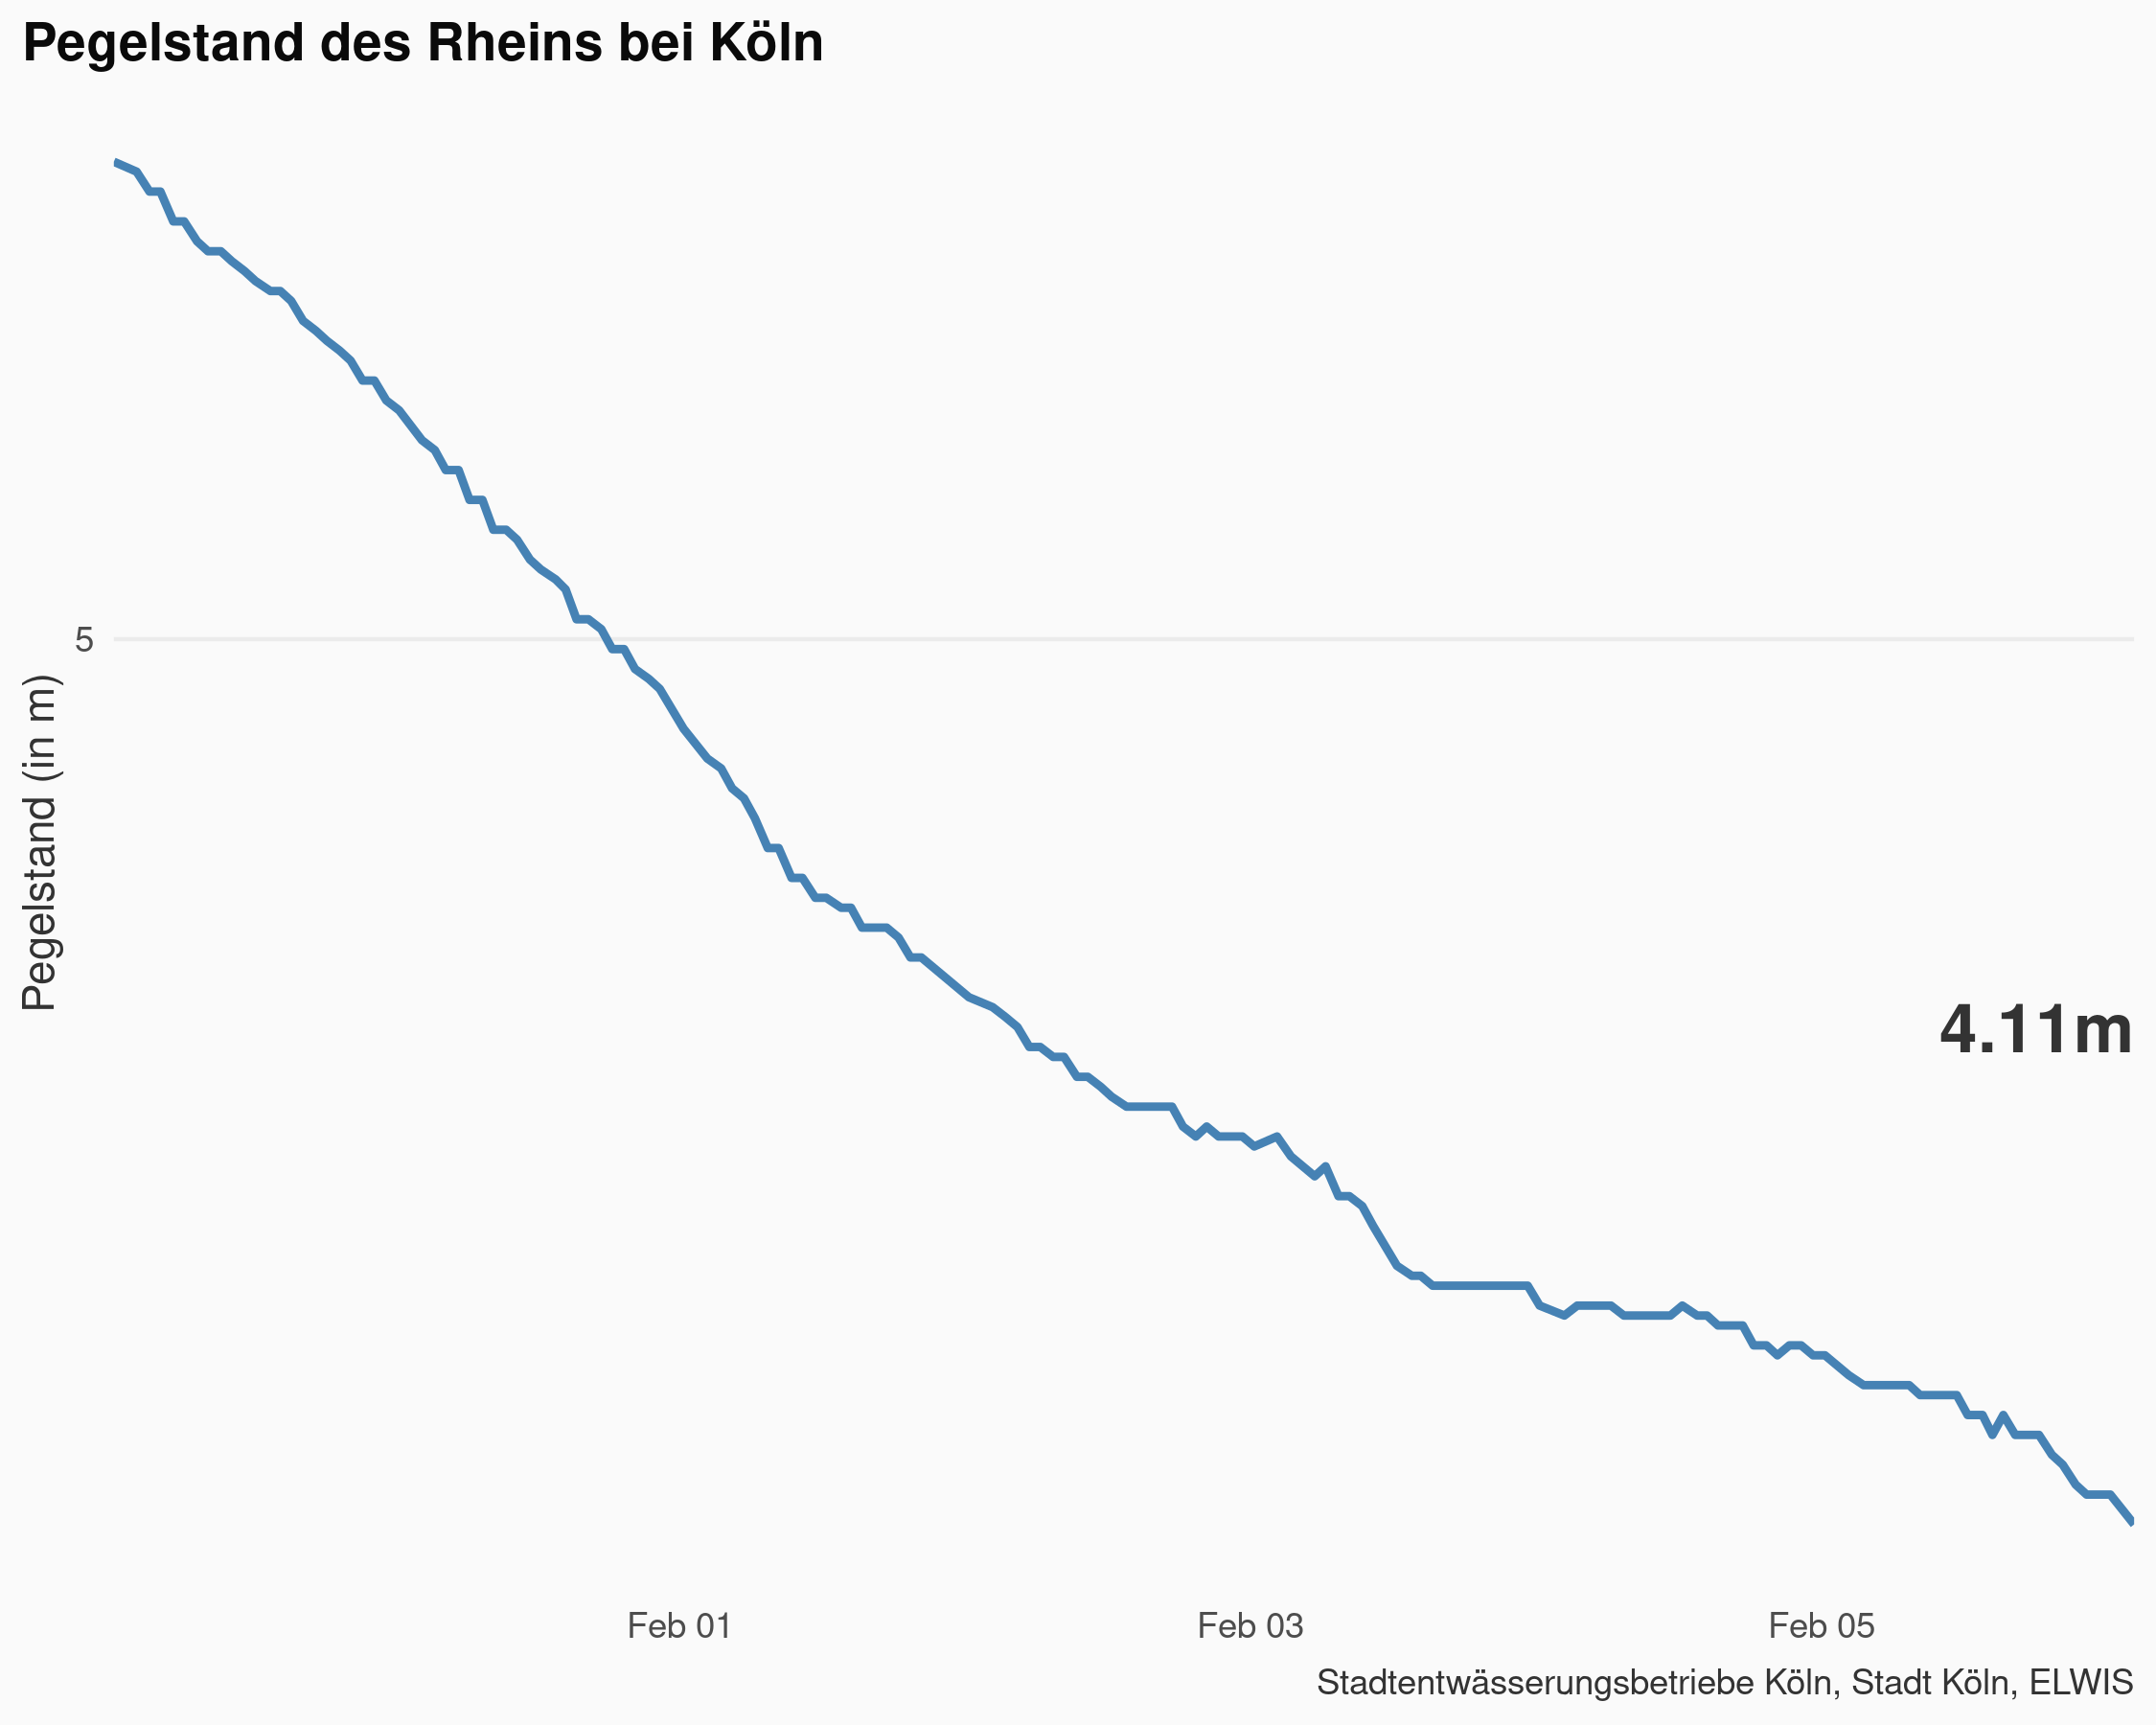 Pegelstand des Rheins bei Köln
Pegelstand (in m)
5
4.11m
Feb 01
Feb 03
Feb 05
Stadtentwässerungsbetriebe Köln, Stadt Köln, ELWIS